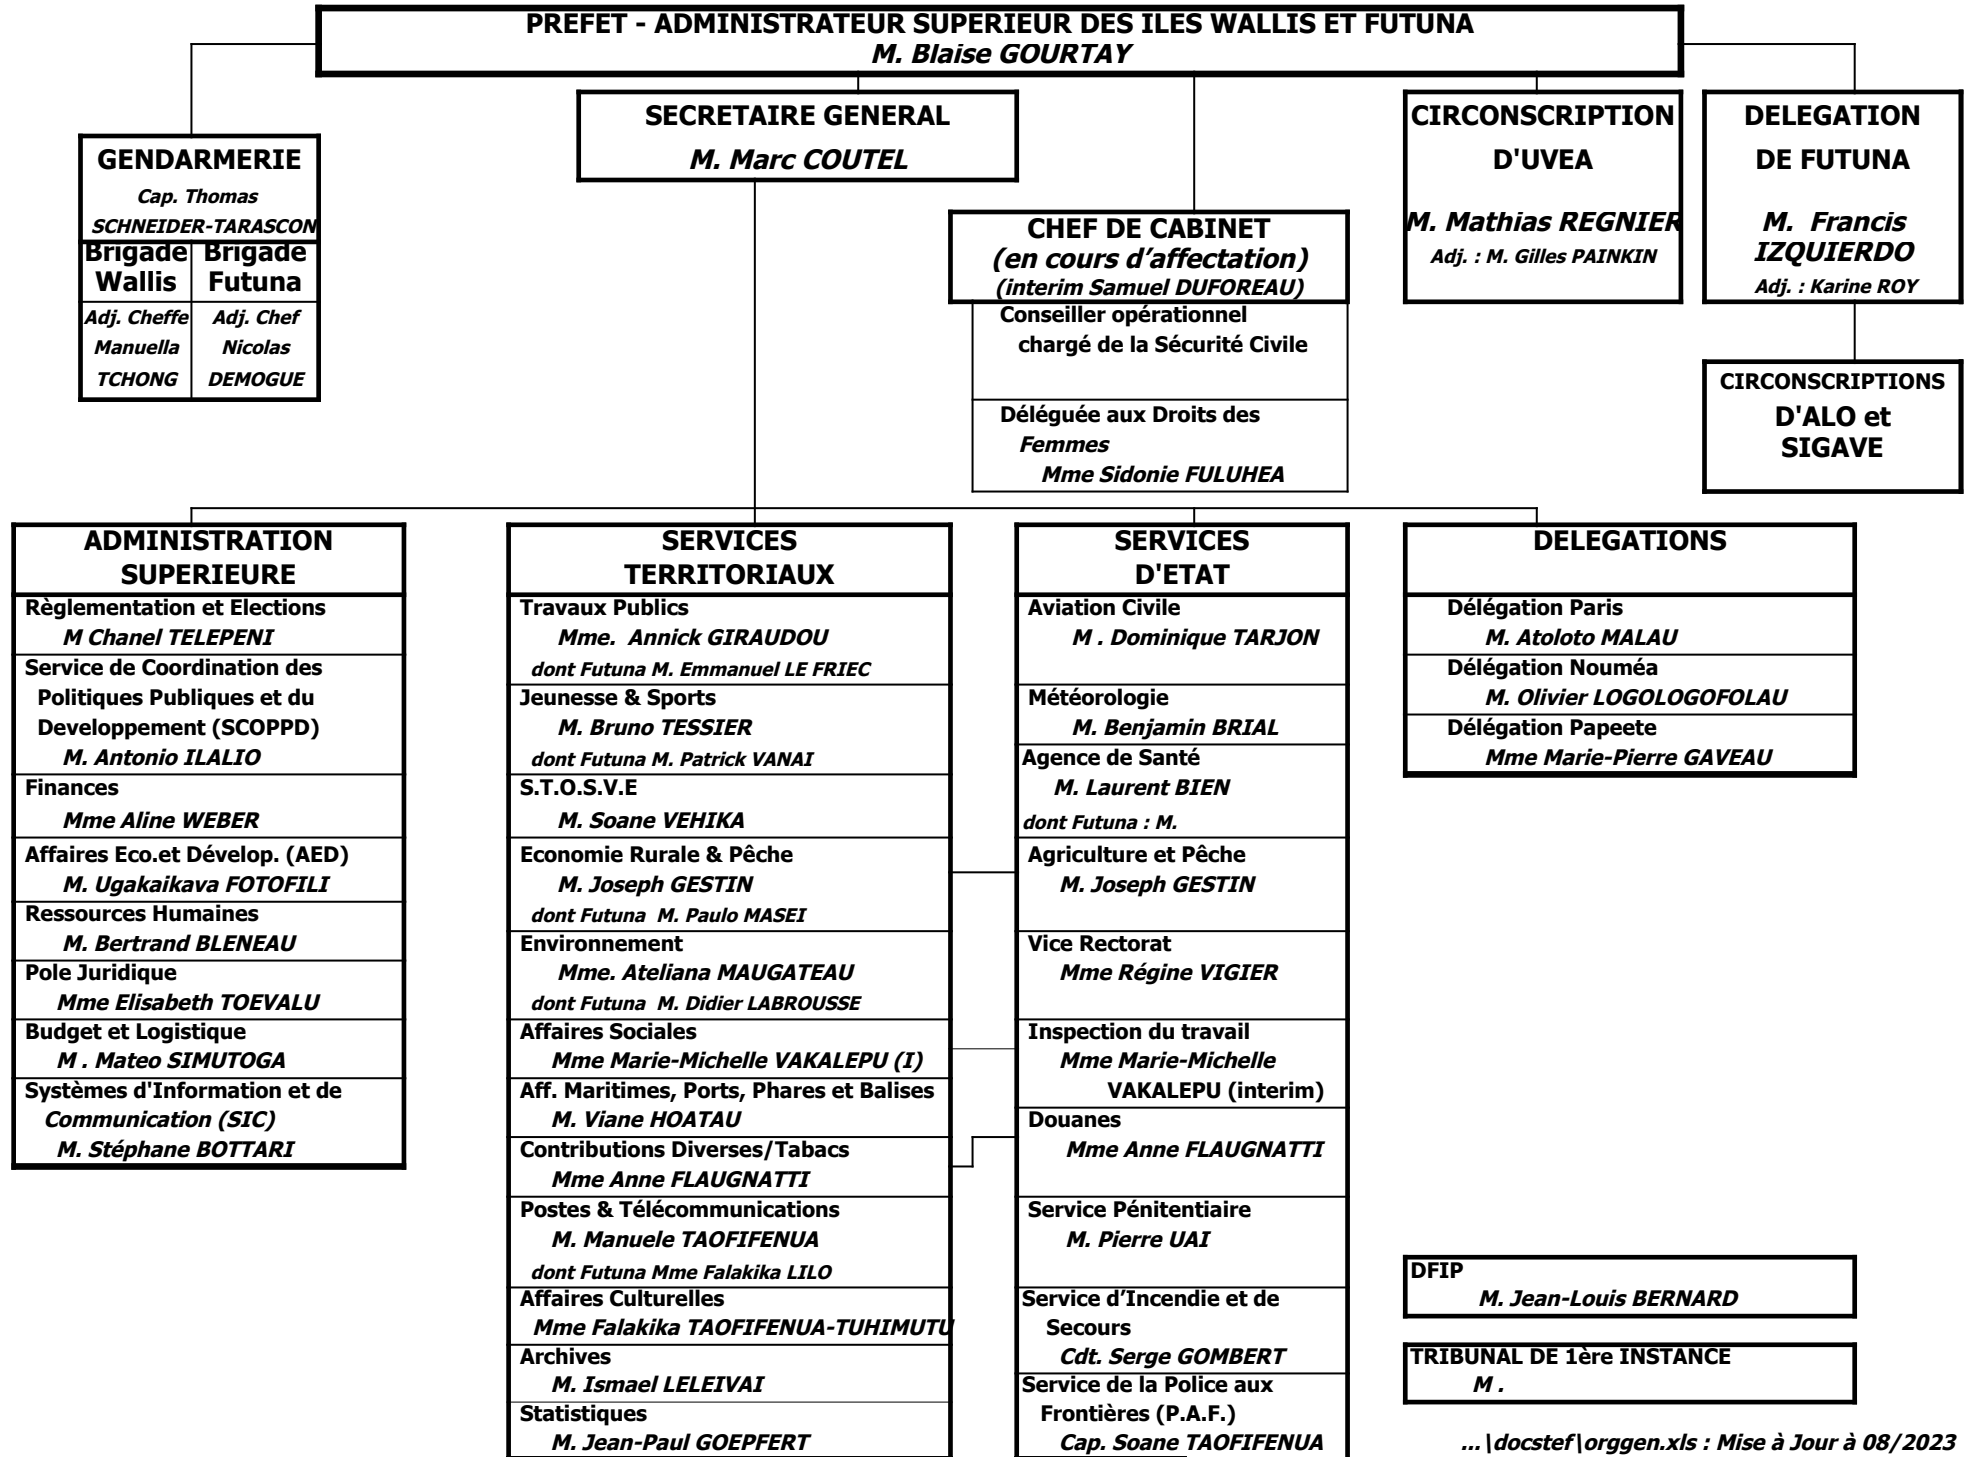 PREFET - ADMINISTRATEUR SUPERIEUR DES ILES WALLIS ET FUTUNA
M. Blaise GOURTAY
GENDARMERIE
Cap. Thomas
SCHNEIDER-TARASCON
Brigade
Wallis
Adj. Cheffe
Manuella
TCHONG
Brigade
Futuna
Adj. Chef
Nicolas
DEMOGUE
SECRETAIRE GENERAL
M. Marc COUTEL
CHEF DE CABINET
(en cours d’affectation)
(interim Samuel DUFOREAU)
Conseiller opérationnel
chargé de la Sécurité Civile
Déléguée aux Droits des
Femmes
Mme Sidonie FULUHEA
CIRCONSCRIPTION
D'UVEA
M. Mathias REGNIER
Adj. : M. Gilles PAINKIN
DELEGATION
DE FUTUNA
M. Francis
IZQUIERDO
Adj. : Karine ROY
CIRCONSCRIPTIONS
D'ALO et
SIGAVE
ADMINISTRATION
SUPERIEURE
Règlementation et Elections
M Chanel TELEPENI
Service de Coordination des
Politiques Publiques et du
Developpement (SCOPPD)
M. Antonio ILALIO
Finances
Mme Aline WEBER
Affaires Eco.et Dévelop. (AED)
M. Ugakaikava FOTOFILI
Ressources Humaines
M. Bertrand BLENEAU
Pole Juridique
Mme Elisabeth TOEVALU
Budget et Logistique
M . Mateo SIMUTOGA
Systèmes d'Information et de
Communication (SIC)
M. Stéphane BOTTARI
SERVICES
TERRITORIAUX
Travaux Publics
Mme. Annick GIRAUDOU
dont Futuna M. Emmanuel LE FRIEC
Jeunesse & Sports
M. Bruno TESSIER
dont Futuna M. Patrick VANAI
S.T.O.S.V.E
M. Soane VEHIKA
Economie Rurale & Pêche
M. Joseph GESTIN
dont Futuna M. Paulo MASEI
Environnement
Mme. Ateliana MAUGATEAU
dont Futuna M. Didier LABROUSSE
Affaires Sociales
Mme Marie-Michelle VAKALEPU (I)
Aff. Maritimes, Ports, Phares et Balises
M. Viane HOATAU
Contributions Diverses/Tabacs
Mme Anne FLAUGNATTI
Postes & Télécommunications
M. Manuele TAOFIFENUA
dont Futuna Mme Falakika LILO
Affaires Culturelles
Mme Falakika TAOFIFENUA-TUHIMUTU
Archives
M. Ismael LELEIVAI
Statistiques
M. Jean-Paul GOEPFERT
SERVICES
D'ETAT
Aviation Civile
M . Dominique TARJON
Météorologie
M. Benjamin BRIAL
Agence de Santé
M. Laurent BIEN
dont Futuna : M.
Agriculture et Pêche
M. Joseph GESTIN
Vice Rectorat
Mme Régine VIGIER
Inspection du travail
Mme Marie-Michelle
VAKALEPU (interim)
Douanes
Mme Anne FLAUGNATTI
Service Pénitentiaire
M. Pierre UAI
Service d’Incendie et de
Secours
Cdt. Serge GOMBERT
Service de la Police aux
Frontières (P.A.F.)
Cap. Soane TAOFIFENUA
DELEGATIONS
Délégation Paris
M. Atoloto MALAU
Délégation Nouméa
M. Olivier LOGOLOGOFOLAU
Délégation Papeete
Mme Marie-Pierre GAVEAU
DFIP
M. Jean-Louis BERNARD
TRIBUNAL DE 1ère INSTANCE
M .
...\docstef\orggen.xls : Mise à Jour à 08/2023